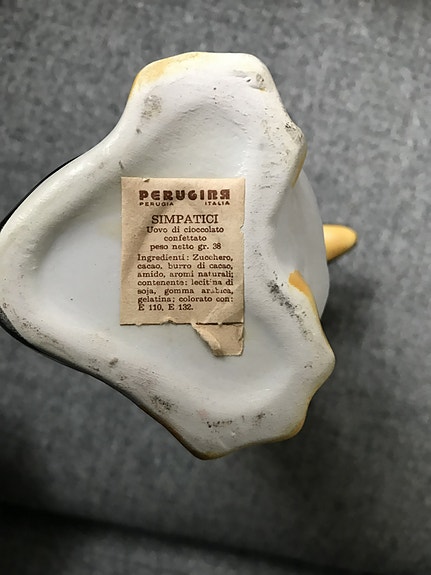 PERUGINA
PERUGIA ITALIA
SIMPATICI
Uovo di cioccolato
confettato
peso netto gr. 38
Ingredienti: Zucchero,
cacao, burro di cacao,
amido, aromi naturali;
contenente: lecitina di
soja, gomma arabica,
gelatina; colorato con:
E 110, E 132.